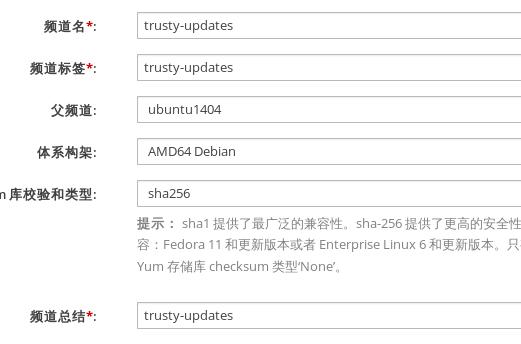 频道名*: trusty-updates
频道标签*: trusty-updates
父频道: ubuntu1404
体系构架: AMD64 Debian
库校验和类型: sha256
提示： sha1 提供了最广泛的兼容性。sha-256 提供了更高的安全性
容：Fedora 11 和更新版本或者 Enterprise Linux 6 和更新版本。只
Yum 存储库 checksum 类型‘None’。
频道总结*: trusty-updates